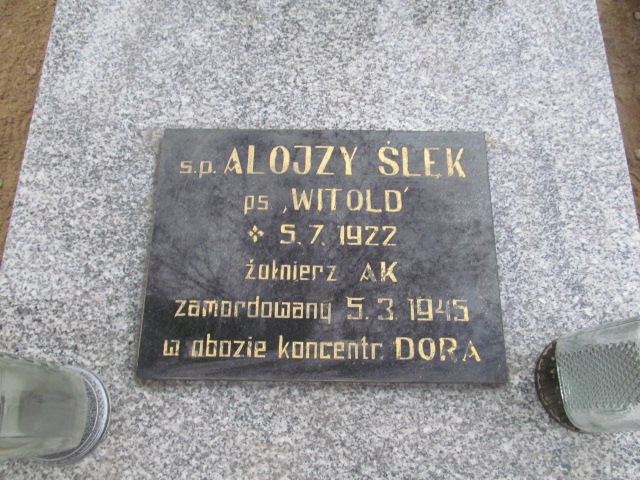 ś.p. ALOJZY ŚLĘK
ps. ‚WITOLD’
* 5. 7. 1922
żołnierz AK
zamordowany 5. 3. 1945
w obozie koncentr. DORA